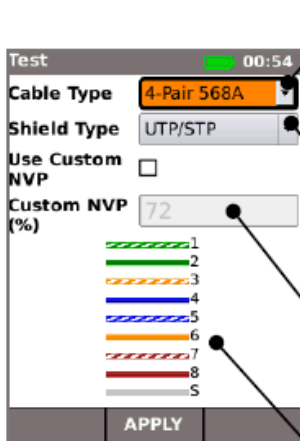 Test 00:54
Cable Type 4-Pair 568A
Shield Type UTP/STP
Use Custom
NVP
Custom NVP 72
(%)
1
2
3
4
5
6
7
8
S
APPLY